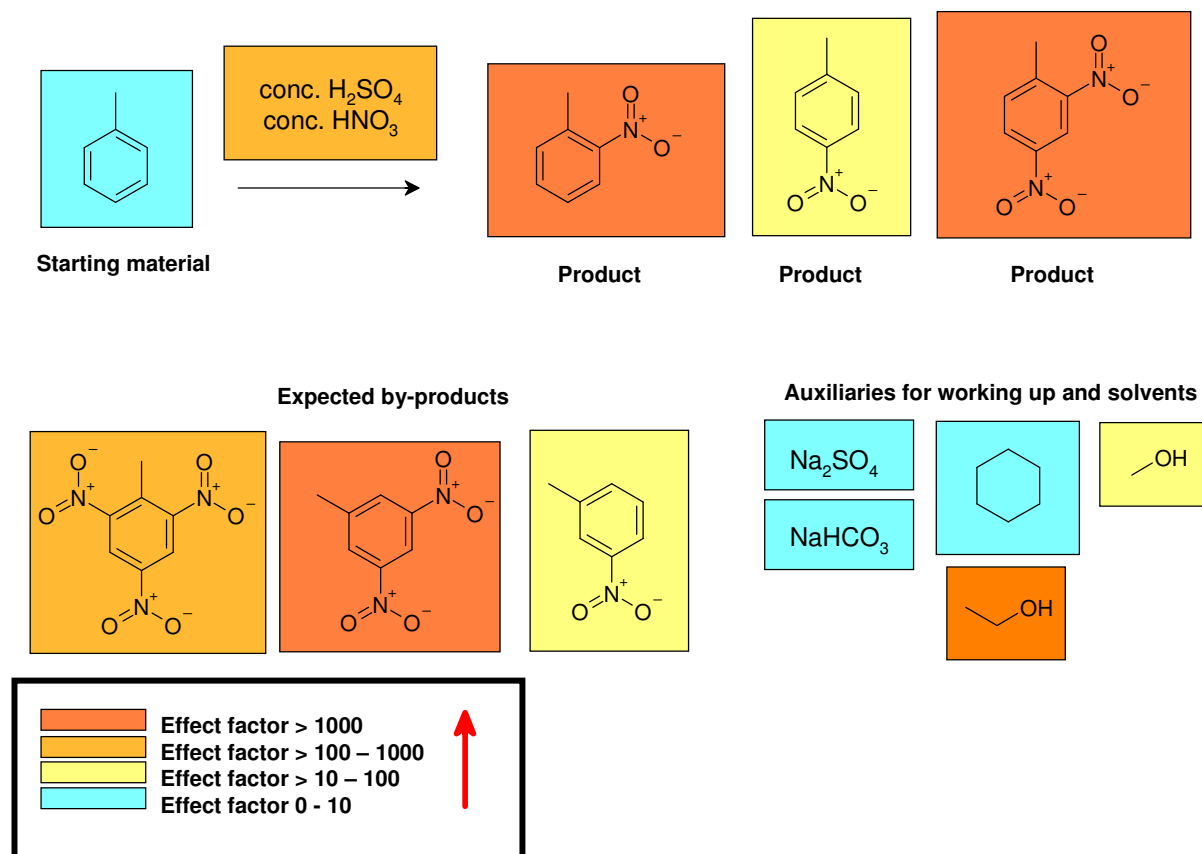 conc. H₂SO₄
conc. HNO₃
O
N⁺
O⁻
N⁺
O
O⁻
O
N⁺
O⁻
N⁺
O
O⁻
Starting material
Product
Product
Product
Expected by-products
Auxiliaries for working up and solvents
O⁻
N⁺
O
O
N⁺
O⁻
N⁺
O
O⁻
O
N⁺
O⁻
N⁺
O
O⁻
N⁺
O
O⁻
Na₂SO₄
NaHCO₃
OH
OH
Effect factor > 1000
Effect factor > 100 – 1000
Effect factor > 10 – 100
Effect factor 0 - 10